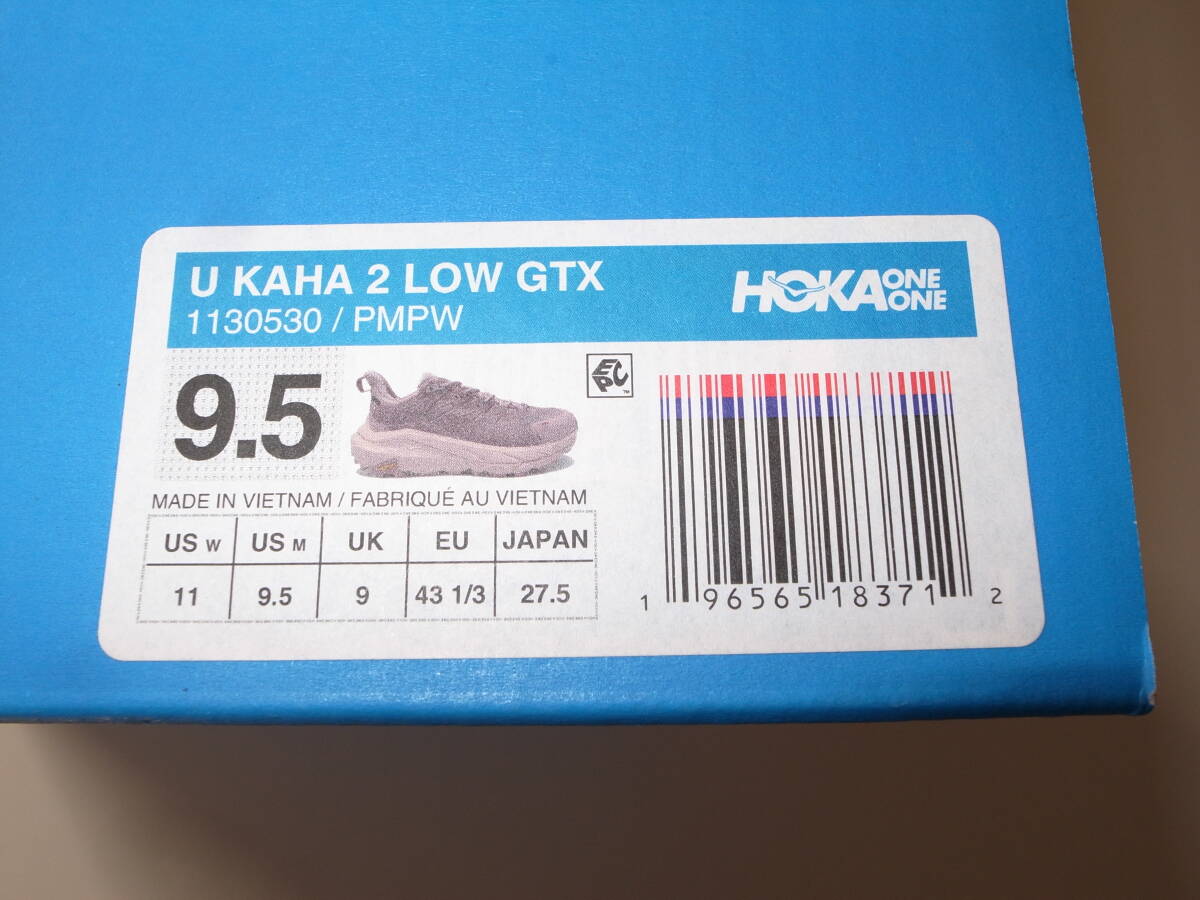 U KAHA 2 LOW GTX
1130530 / PMPW
HOKA ONE ONE
9.5
EPC
TM
MADE IN VIETNAM / FABRIQUÉ AU VIETNAM
US W US M UK EU JAPAN
11 9.5 9 43 1/3 27.5
1 96565 18371 2